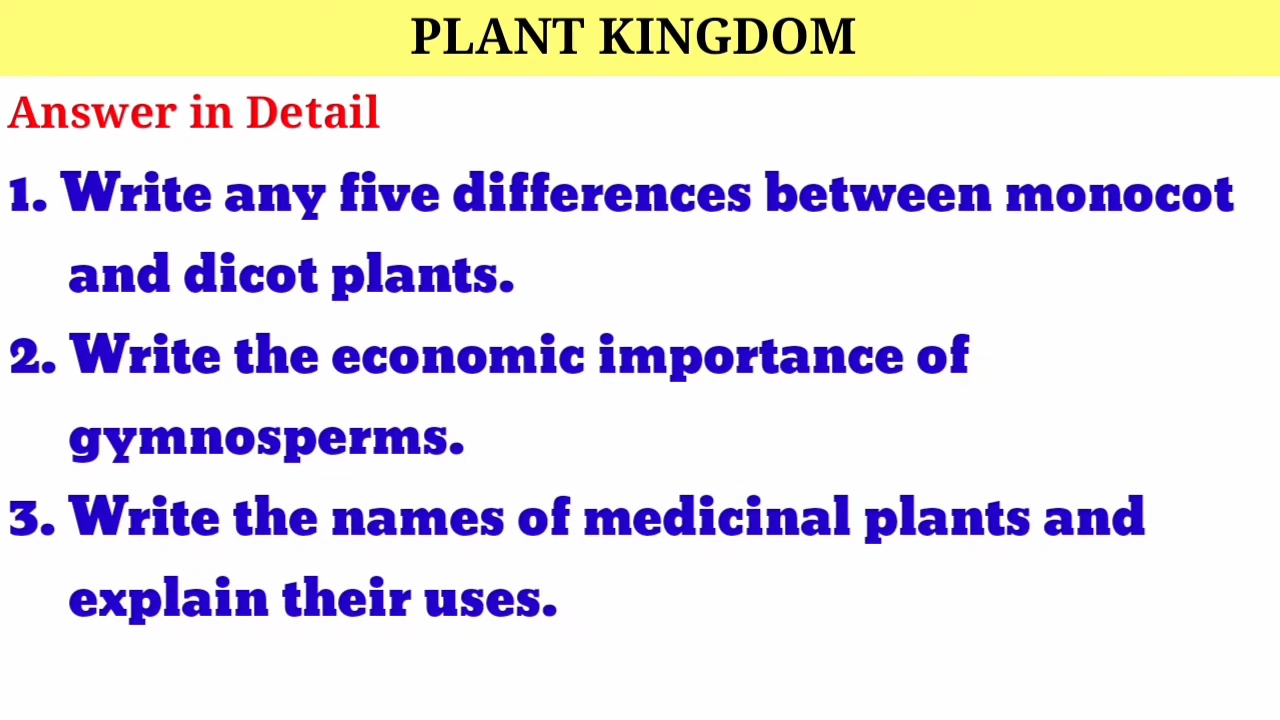 PLANT KINGDOM
Answer in Detail
1. Write any five differences between monocot
and dicot plants.
2. Write the economic importance of
gymnosperms.
3. Write the names of medicinal plants and
explain their uses.